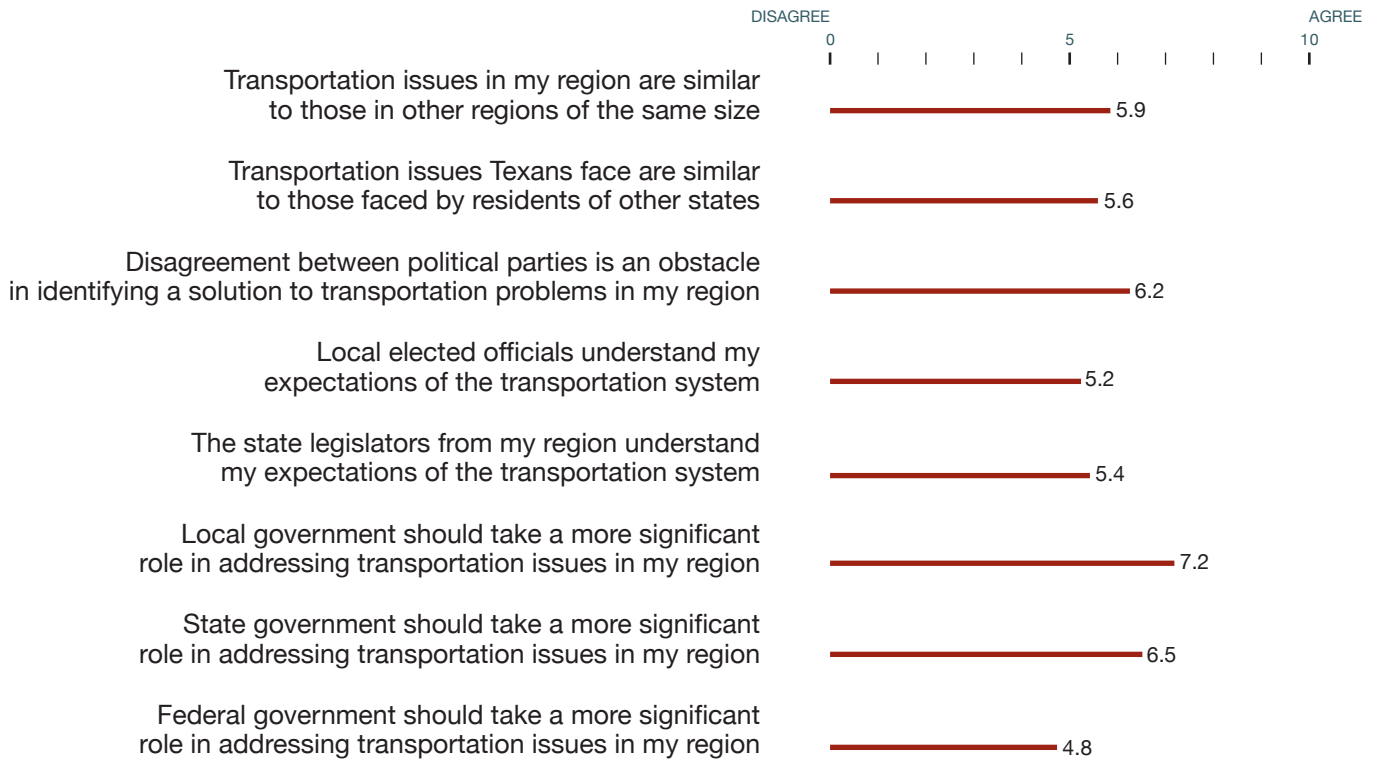 DISAGREE AGREE
0 5 10
Transportation issues in my region are similar
to those in other regions of the same size
5.9
Transportation issues Texans face are similar
to those faced by residents of other states
5.6
Disagreement between political parties is an obstacle
in identifying a solution to transportation problems in my region
6.2
Local elected officials understand my
expectations of the transportation system
5.2
The state legislators from my region understand
my expectations of the transportation system
5.4
Local government should take a more significant
role in addressing transportation issues in my region
7.2
State government should take a more significant
role in addressing transportation issues in my region
6.5
Federal government should take a more significant
role in addressing transportation issues in my region
4.8